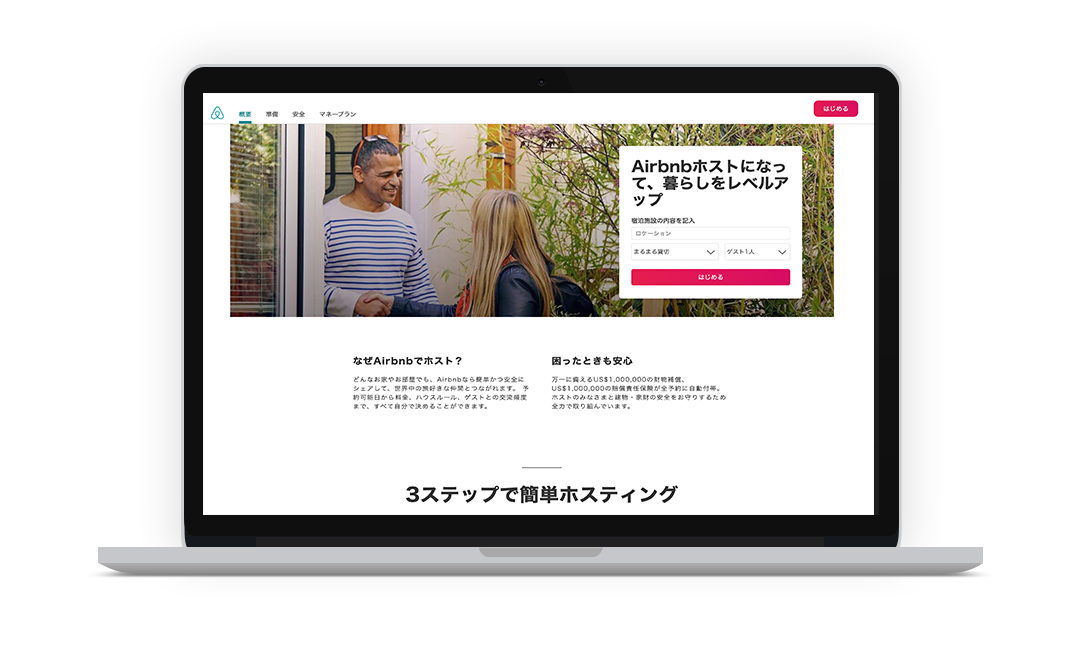 概要 準備 安全 マネープラン はじめる
Airbnbホストになっ
て、暮らしをレベルア
ップ
宿泊施設の内容を記入
ロケーション
まるまる貸切 ゲスト1人
はじめる
なぜAirbnbでホスト？
どんなお家やお部屋でも、Airbnbなら簡単かつ安全に
シェアして、世界中の旅好きな仲間とつながれます。 予
約可能日から料金、ハウスルール、ゲストとの交流頻度
まで、すべて自分で決めることができます。
困ったときも安心
万一に備えるUS$1,000,000の財物補償、
US$1,000,000の賠償責任保険が全予約に自動付帯。
ホストのみなさまと建物・家財の安全をお守りするため
全力で取り組んでいます。
3ステップで簡単ホスティング